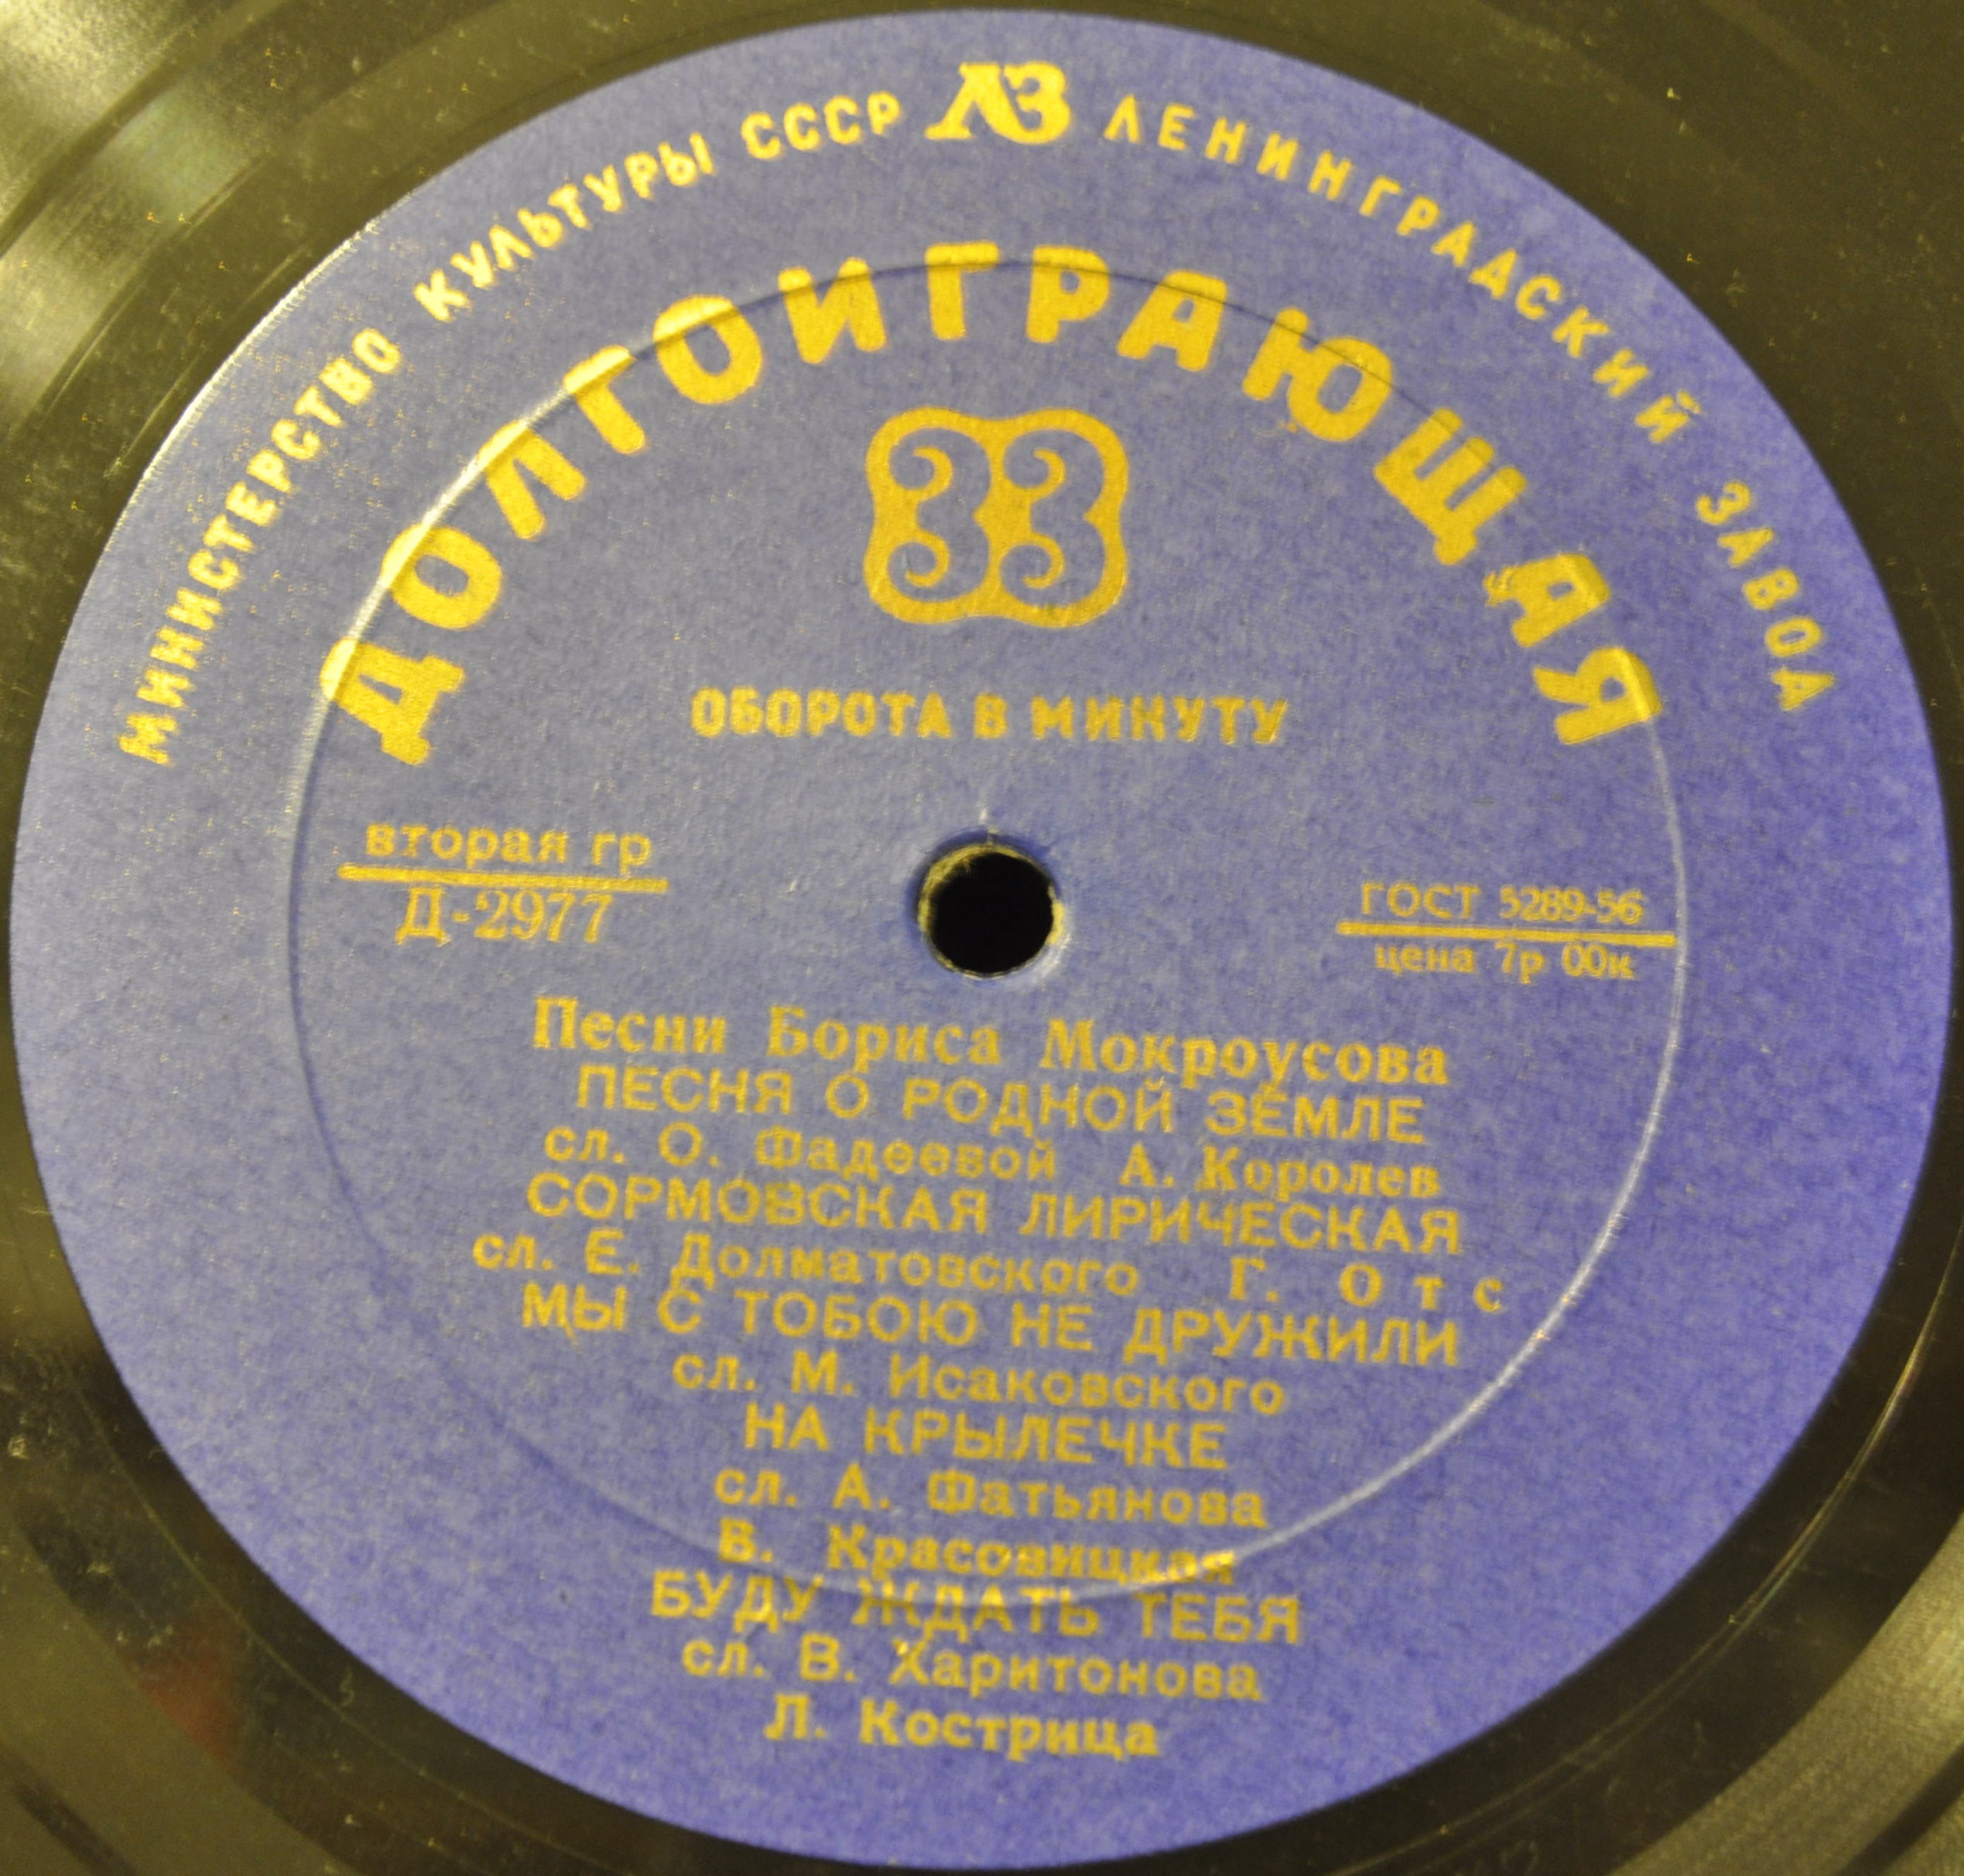 МИНИСТЕРСТВО КУЛЬТУРЫ СССР ЛЗ ЛЕНИНГРАДСКИЙ ЗАВОД
ДОЛГОИГРАЮЩАЯ
33
ОБОРОТА В МИНУТУ
вторая гр
Д-2977
ГОСТ 5289-56
цена 7р 00к
Песни Бориса Мокроусова
ПЕСНЯ О РОДНОЙ ЗЕМЛЕ
сл. О. Фадеевой А. Королев
СОРМОВСКАЯ ЛИРИЧЕСКАЯ
сл. Е. Долматовского Г. Отс
МЫ С ТОБОЮ НЕ ДРУЖИЛИ
сл. М. Исаковского
НА КРЫЛЕЧКЕ
сл. А. Фатьянова
В. Красовицкая
БУДУ ЖДАТЬ ТЕБЯ
сл. В. Харитонова
Л. Кострица